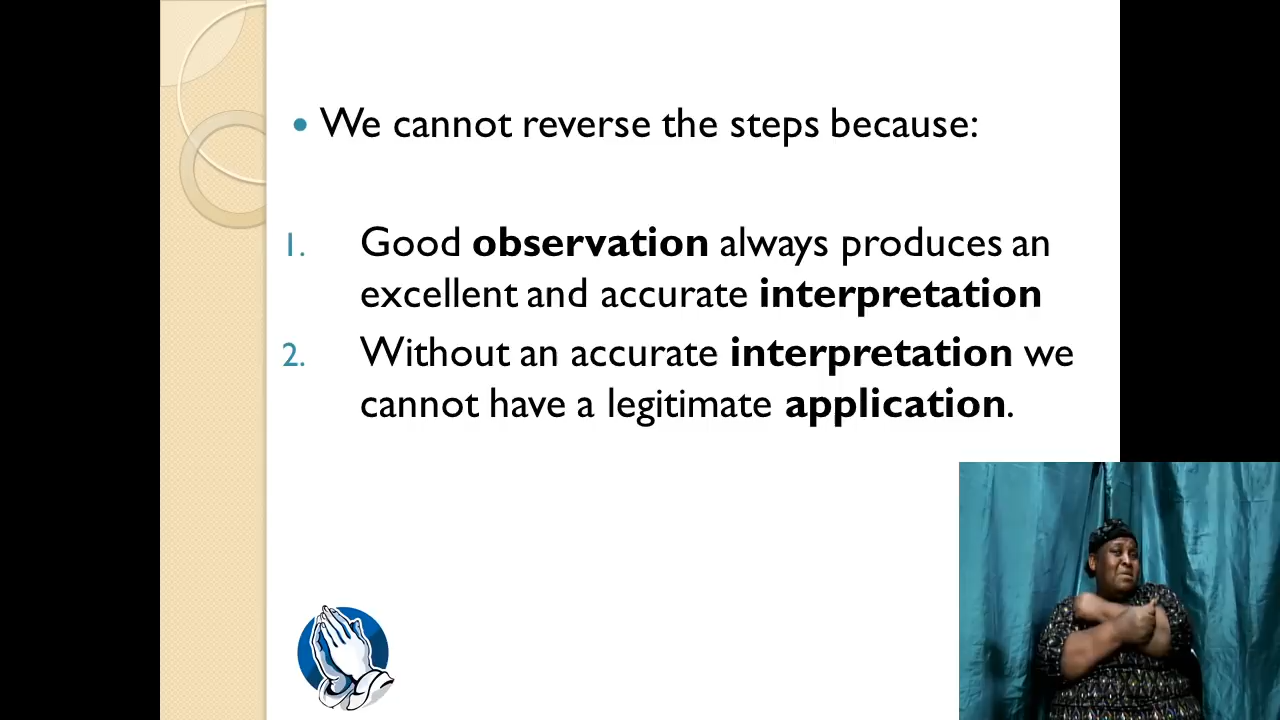 • We cannot reverse the steps because:
1. Good observation always produces an
excellent and accurate interpretation
2. Without an accurate interpretation we
cannot have a legitimate application.